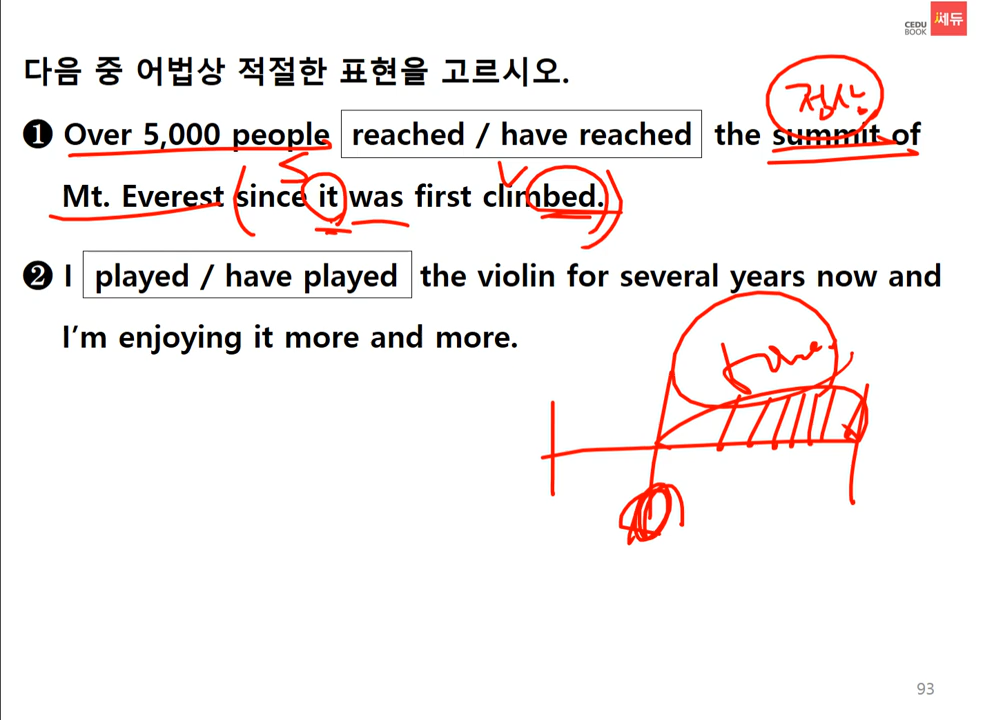 CEDU
BOOK
쎄듀
다음 중 어법상 적절한 표현을 고르시오.
정상
❶ Over 5,000 people reached / have reached the summit of
S
V
Mt. Everest (since it was first climbed.)
❷ I played / have played the violin for several years now and
I’m enjoying it more and more.
93